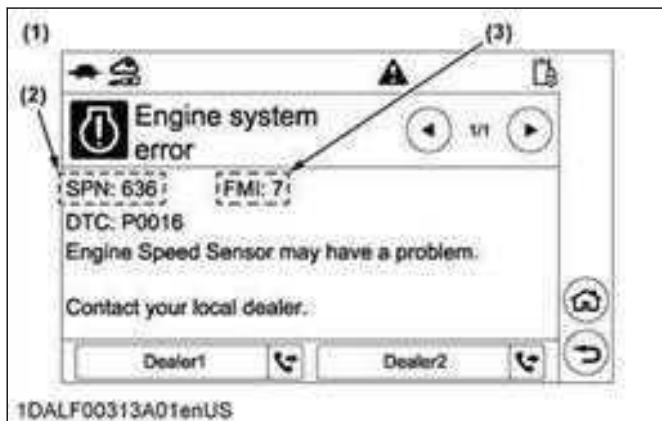 (1)
(3)
(2)
Engine system
error
1/1
SPN: 636
FMI: 7
DTC: P0016
Engine Speed Sensor may have a problem.
Contact your local dealer.
Dealer1
Dealer2
1DALF00313A01enUS